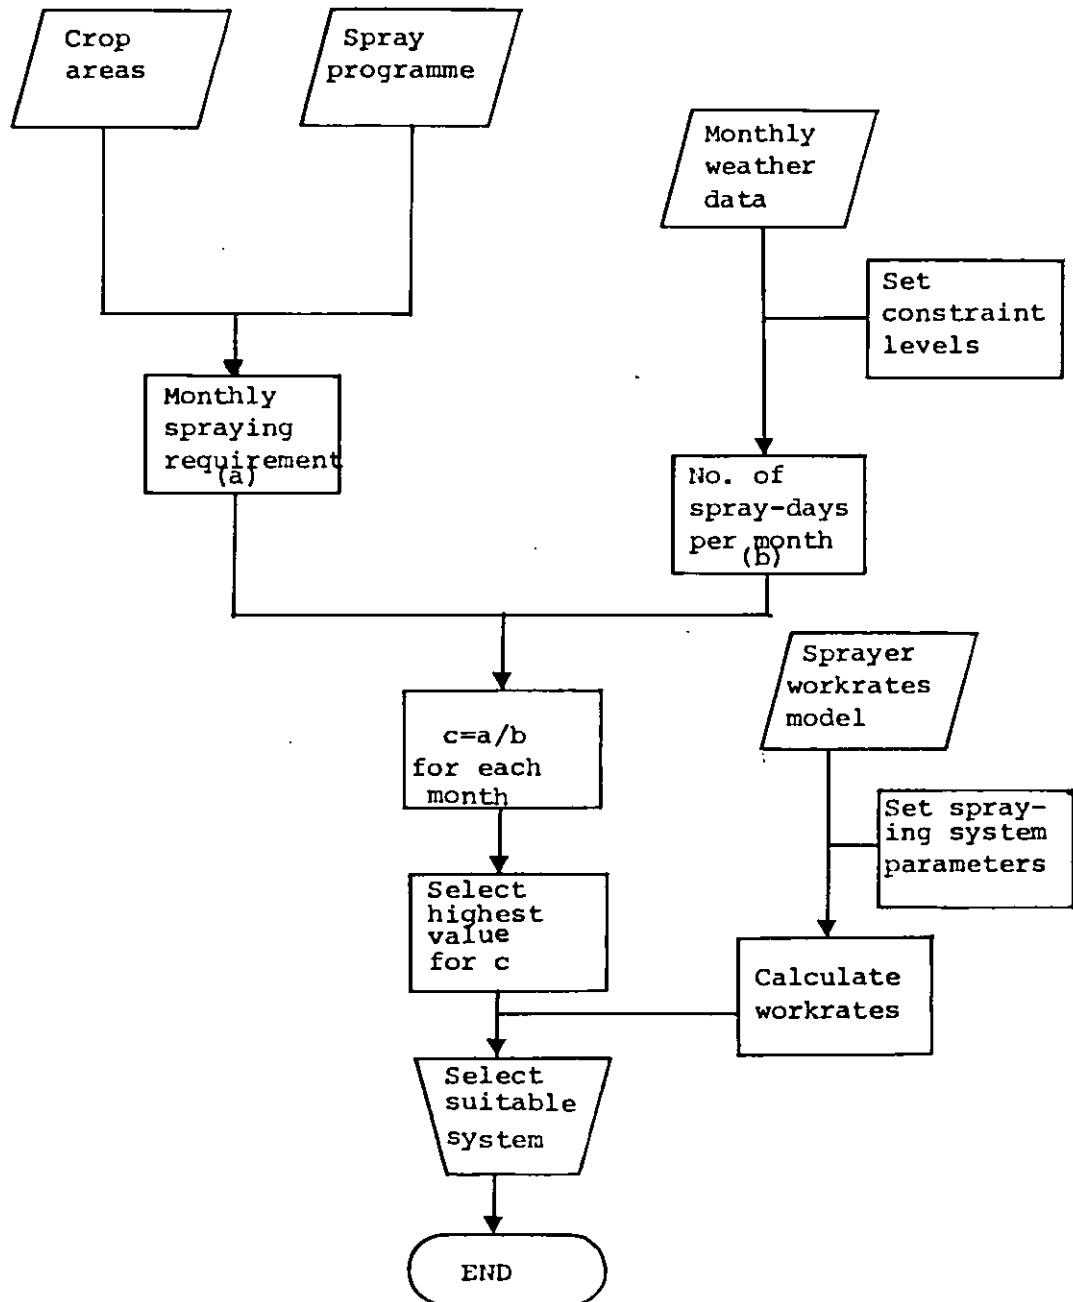 Crop
areas
Spray
programme
Monthly
weather
data
Set
constraint
levels
Monthly
spraying
requirement
(a)
No. of
spray-days
per month
(b)
Sprayer
workrates
model
c=a/b
for each
month
Set spray-
ing system
parameters
Select
highest
value
for c
Calculate
workrates
Select
suitable
system
END